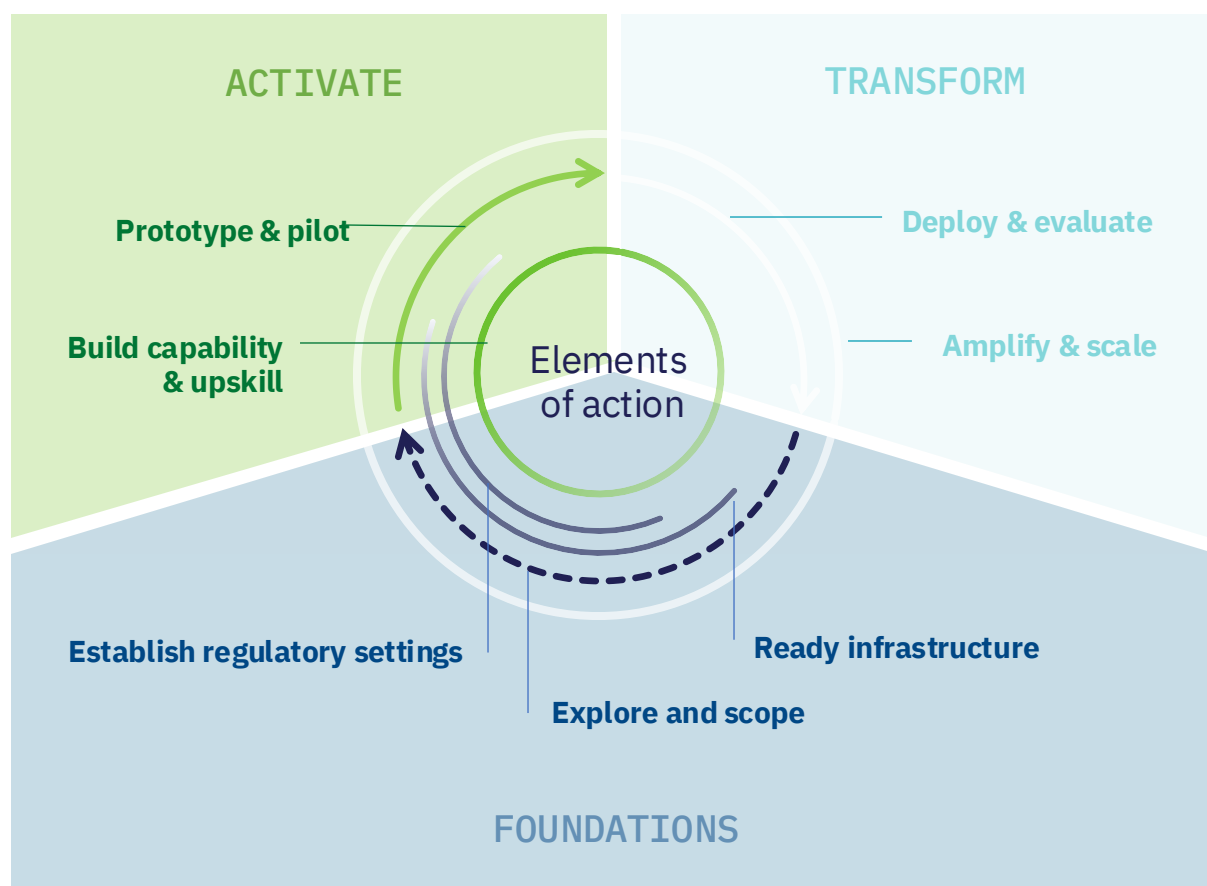 ACTIVATE
TRANSFORM
Prototype & pilot
Deploy & evaluate
Build capability
& upskill
Amplify & scale
Elements
of action
Establish regulatory settings
Ready infrastructure
Explore and scope
FOUNDATIONS